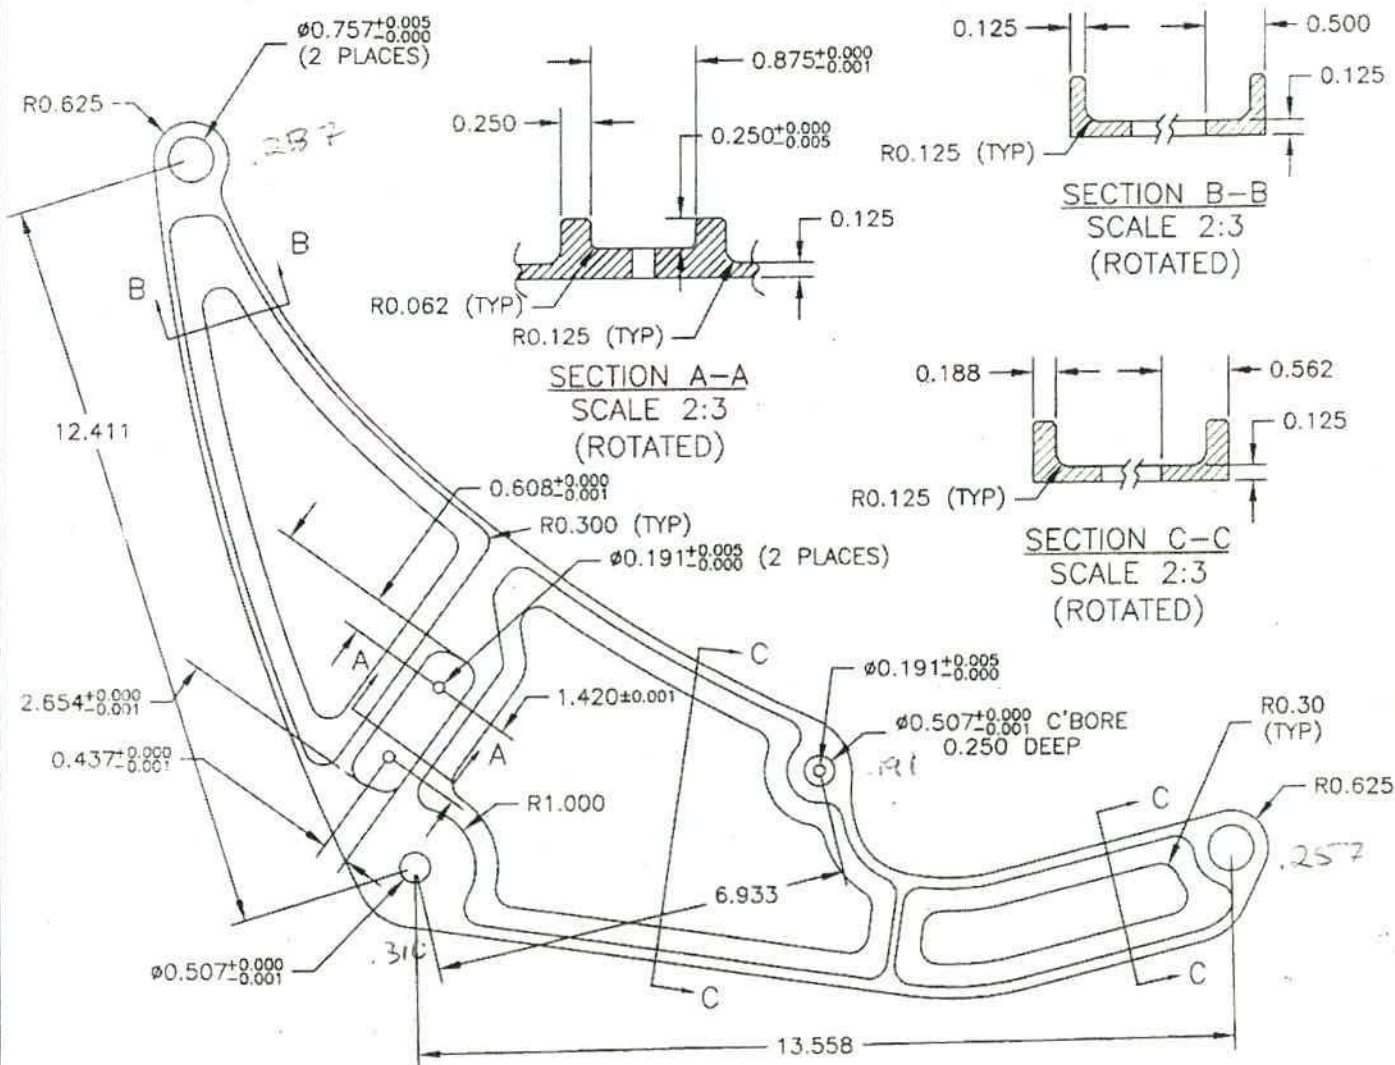 ø0.757+0.005
-0.000
(2 PLACES)
R0.625
.257
0.250
0.875+0.000
-0.001
0.250+0.000
-0.005
0.125
R0.062 (TYP)
R0.125 (TYP)
SECTION A-A
SCALE 2:3
(ROTATED)
0.125
0.500
0.125
R0.125 (TYP)
SECTION B-B
SCALE 2:3
(ROTATED)
0.188
0.562
0.125
R0.125 (TYP)
SECTION C-C
SCALE 2:3
(ROTATED)
B
B
12.411
0.608+0.000
-0.001
R0.300 (TYP)
ø0.191+0.005
-0.000 (2 PLACES)
A
A
2.654+0.000
-0.001
0.437+0.000
-0.001
1.420±0.001
R1.000
C
C
ø0.191+0.005
-0.000
ø0.507+0.000
-0.001 C'BORE
0.250 DEEP
.191
R0.30
(TYP)
R0.625
C
C
.257
6.933
ø0.507+0.000
-0.001
13.558